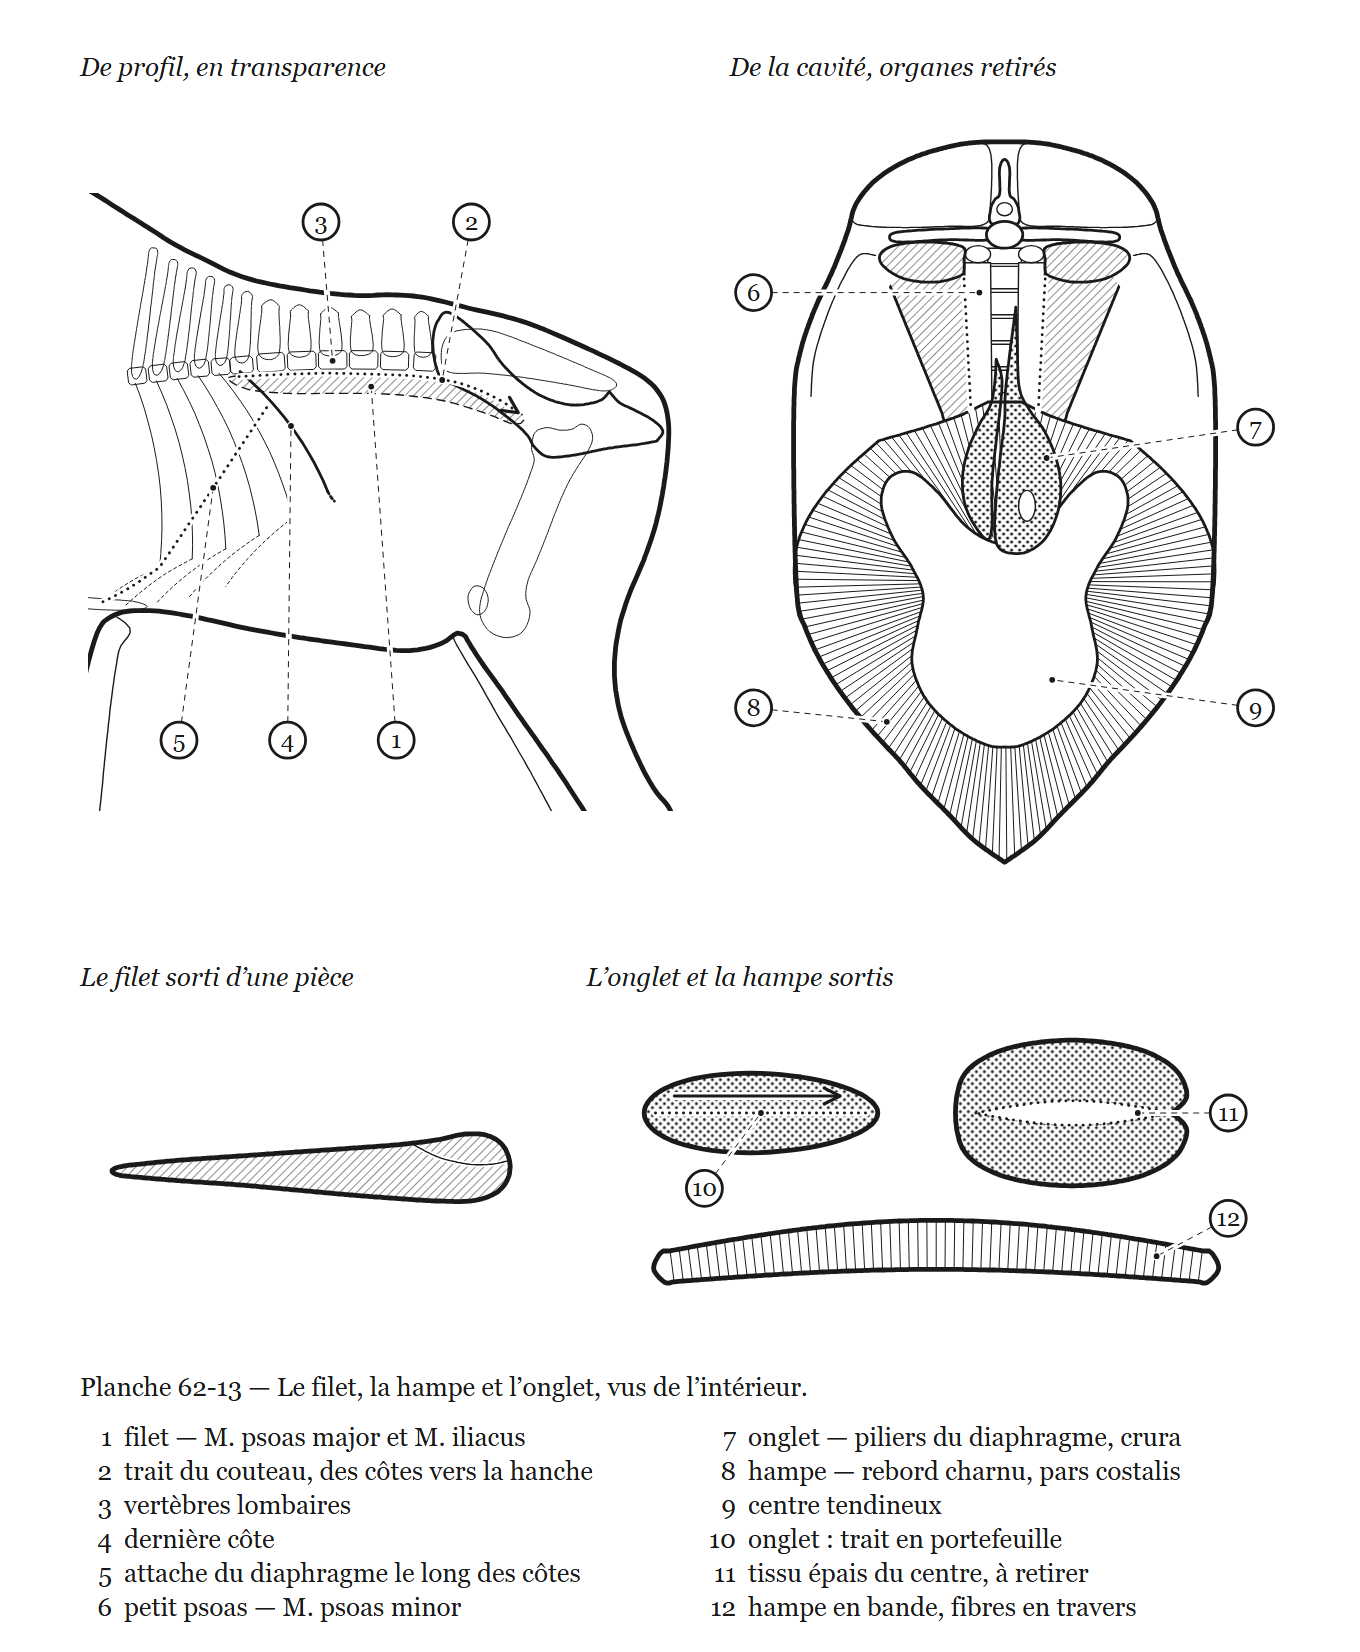 De profil, en transparence
De la cavité, organes retirés
3
2
6
7
8
9
5
4
1
Le filet sorti d’une pièce
L’onglet et la hampe sortis
11
10
12
Planche 62-13 — Le filet, la hampe et l’onglet, vus de l’intérieur.
1 filet — M. psoas major et M. iliacus
2 trait du couteau, des côtes vers la hanche
3 vertèbres lombaires
4 dernière côte
5 attache du diaphragme le long des côtes
6 petit psoas — M. psoas minor
7 onglet — piliers du diaphragme, crura
8 hampe — rebord charnu, pars costalis
9 centre tendineux
10 onglet : trait en portefeuille
11 tissu épais du centre, à retirer
12 hampe en bande, fibres en travers